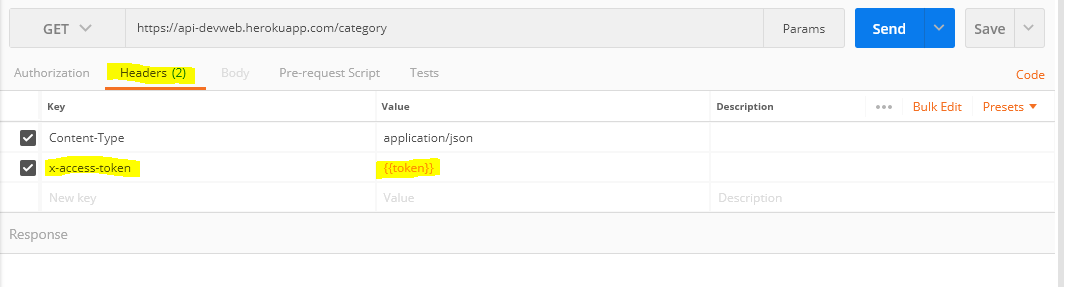 GET https://api-devweb.herokuapp.com/category Params Send Save
Authorization Headers (2) Body Pre-request Script Tests Code
Key Value Description ••• Bulk Edit Presets
Content-Type application/json
x-access-token {{token}}
New key Value Description
Response